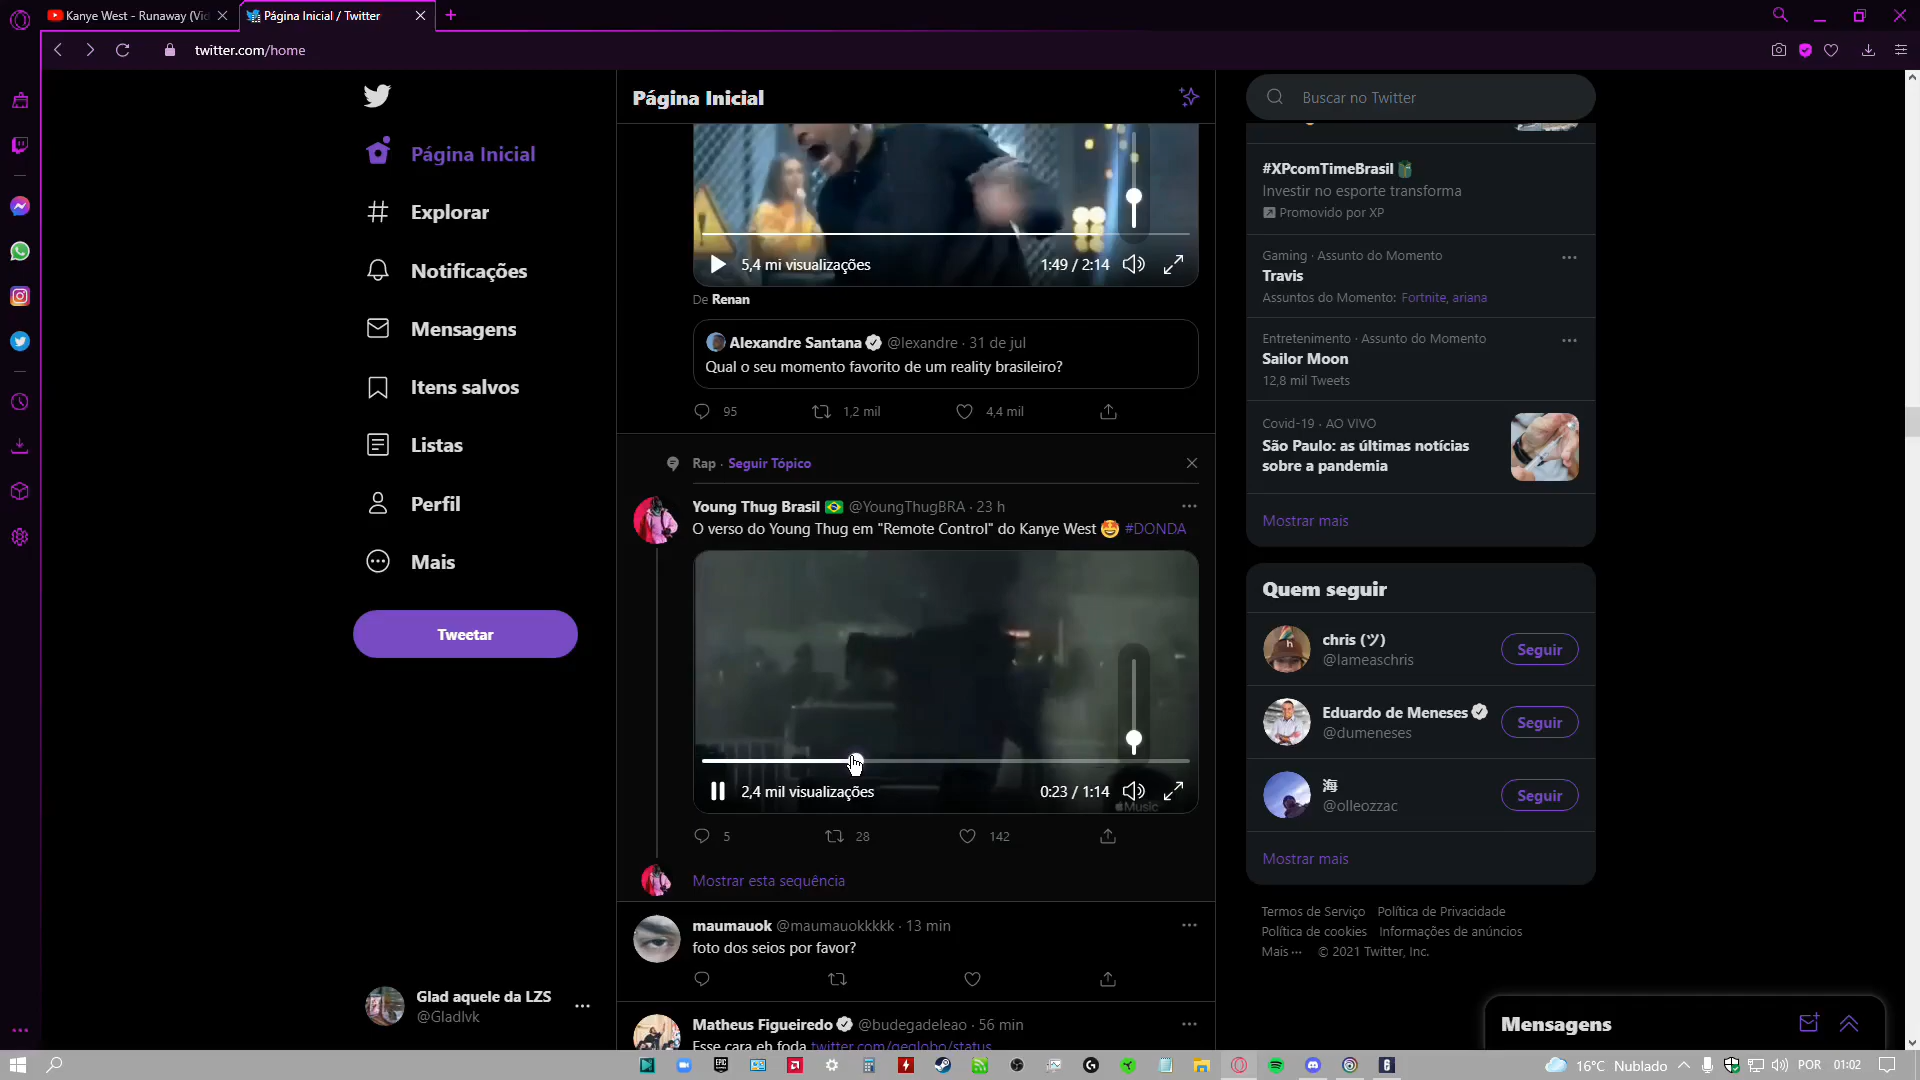 Kanye West - Runaway (Vid
Página Inicial / Twitter
twitter.com/home
Página Inicial
Explorar
Notificações
Mensagens
Itens salvos
Listas
Perfil
Mais
Tweetar
Glad aquele da LZS
@Gladlvk
Página Inicial
5,4 mi visualizações
1:49 / 2:14
De Renan
Alexandre Santana @lexandre · 31 de jul
Qual o seu momento favorito de um reality brasileiro?
95 1,2 mil 4,4 mil
Rap · Seguir Tópico
Young Thug Brasil 🇧🇷 @YoungThugBRA · 23 h
O verso do Young Thug em "Remote Control" do Kanye West 🤩 #DONDA
2,4 mil visualizações
0:23 / 1:14
Music
5 28 142
Mostrar esta sequência
maumauok @maumauokkkkk · 13 min
foto dos seios por favor?
Matheus Figueiredo @budegadeleao · 56 min
Esse cara eh foda twitter.com/geglobo/status
Buscar no Twitter
#XPcomTimeBrasil
Investir no esporte transforma
Promovido por XP
Gaming · Assunto do Momento
Travis
Assuntos do Momento: Fortnite, ariana
Entretenimento · Assunto do Momento
Sailor Moon
12,8 mil Tweets
Covid-19 · AO VIVO
São Paulo: as últimas notícias
sobre a pandemia
Mostrar mais
Quem seguir
chris (ツ)
@lameaschris
Seguir
Eduardo de Meneses
@dumeneses
Seguir
海
@olleozzac
Seguir
Mostrar mais
Termos de Serviço Política de Privacidade
Política de cookies Informações de anúncios
Mais ··· © 2021 Twitter, Inc.
Mensagens
16°C Nublado
POR
01:02